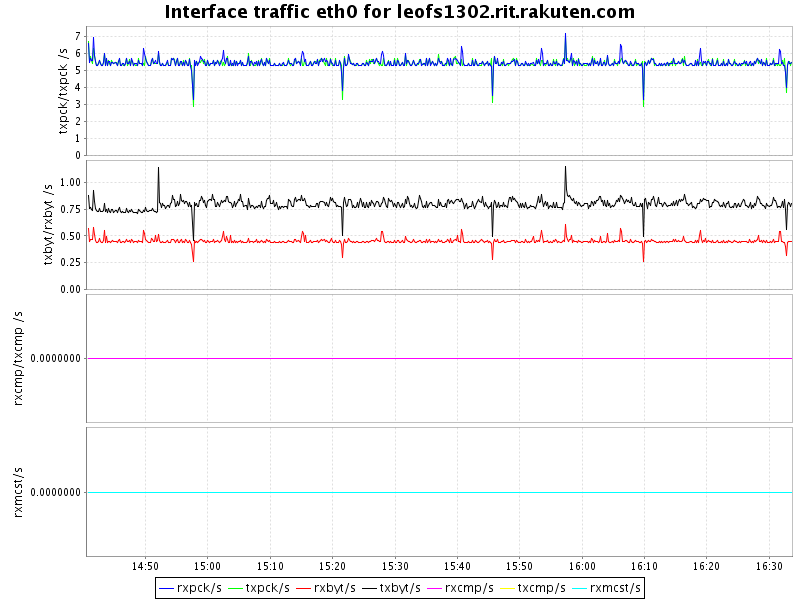 Interface traffic eth0 for leofs1302.rit.rakuten.com
txpck/txpck /s
7
6
5
4
3
2
1
0
txbyt/rxbyt /s
1.00
0.75
0.50
0.25
0.00
rxcmp/txcmp /s
0.0000000
rxmcst/s
0.0000000
14:50 15:00 15:10 15:20 15:30 15:40 15:50 16:00 16:10 16:20 16:30
rxpck/s txpck/s rxbyt/s txbyt/s rxcmp/s txcmp/s rxmcst/s